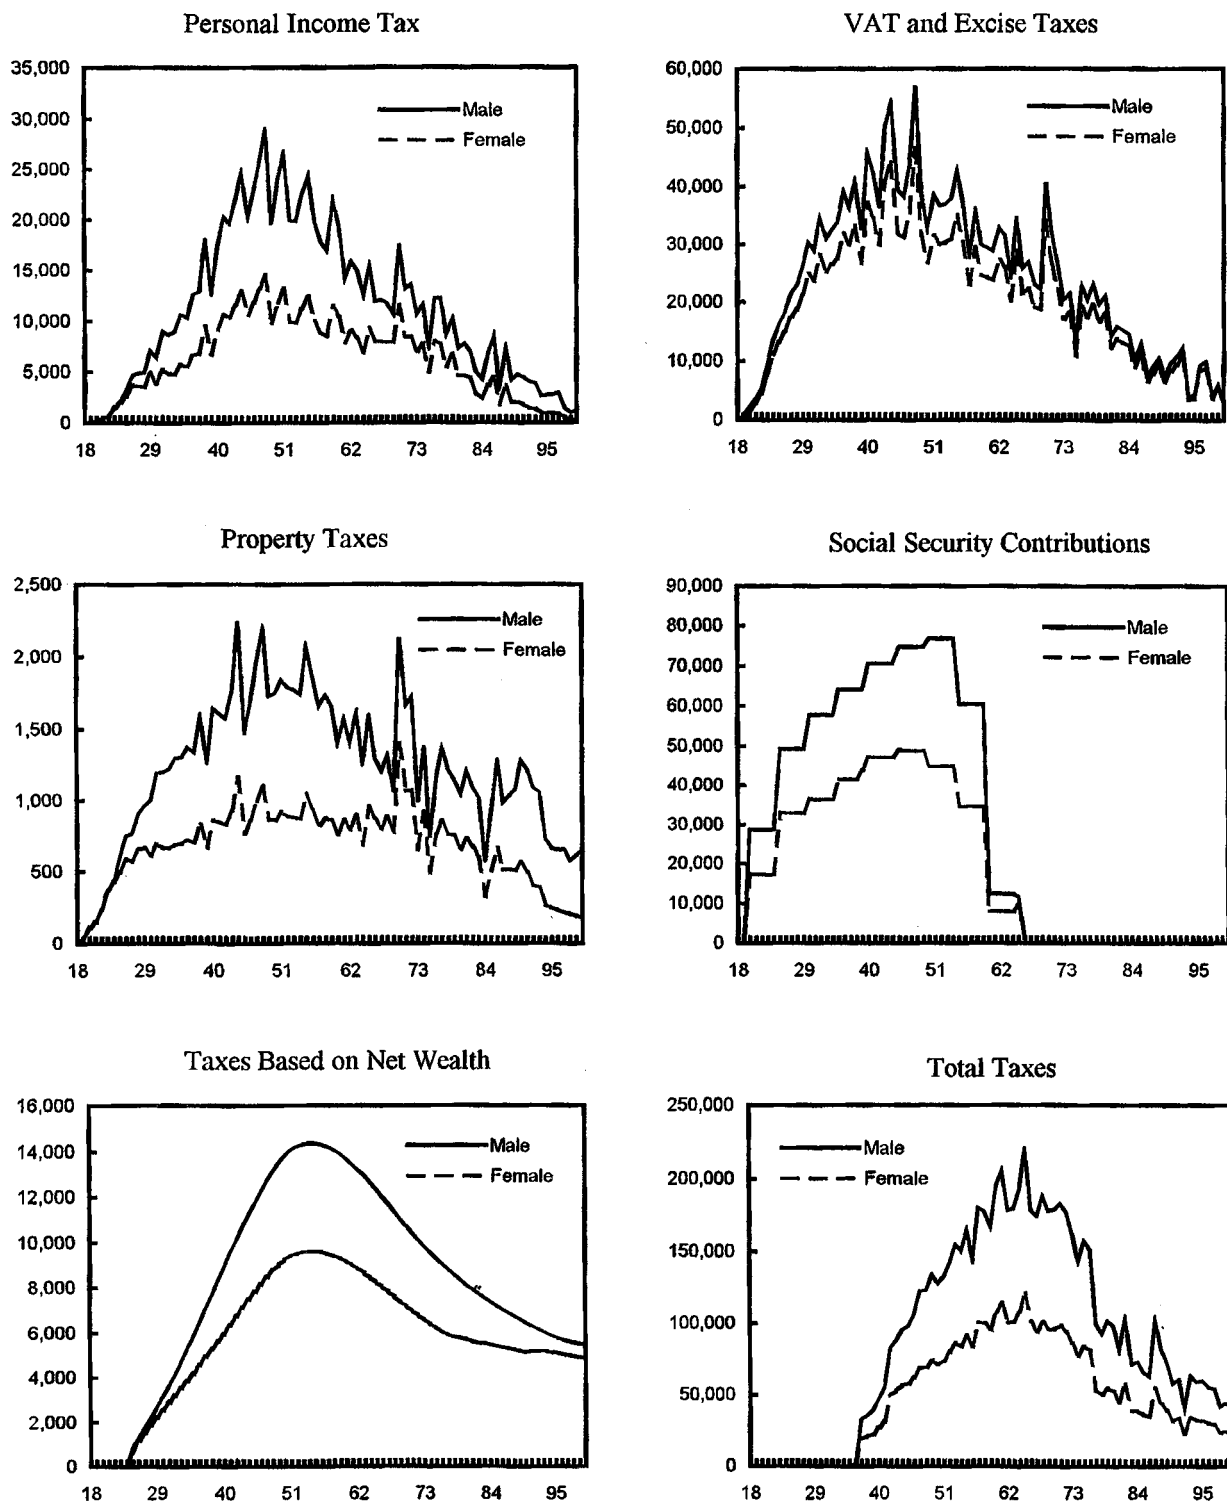 Personal Income Tax
35,000
30,000
25,000
20,000
15,000
10,000
5,000
0
Male
Female
18 29 40 51 62 73 84 95
VAT and Excise Taxes
60,000
50,000
40,000
30,000
20,000
10,000
0
Male
Female
18 29 40 51 62 73 84 95
Property Taxes
2,500
2,000
1,500
1,000
500
0
Male
Female
18 29 40 51 62 73 84 95
Social Security Contributions
90,000
80,000
70,000
60,000
50,000
40,000
30,000
20,000
10,000
0
Male
Female
18 29 40 51 62 73 84 95
Taxes Based on Net Wealth
16,000
14,000
12,000
10,000
8,000
6,000
4,000
2,000
0
Male
Female
18 29 40 51 62 73 84 95
Total Taxes
250,000
200,000
150,000
100,000
50,000
0
Male
Female
18 29 40 51 62 73 84 95